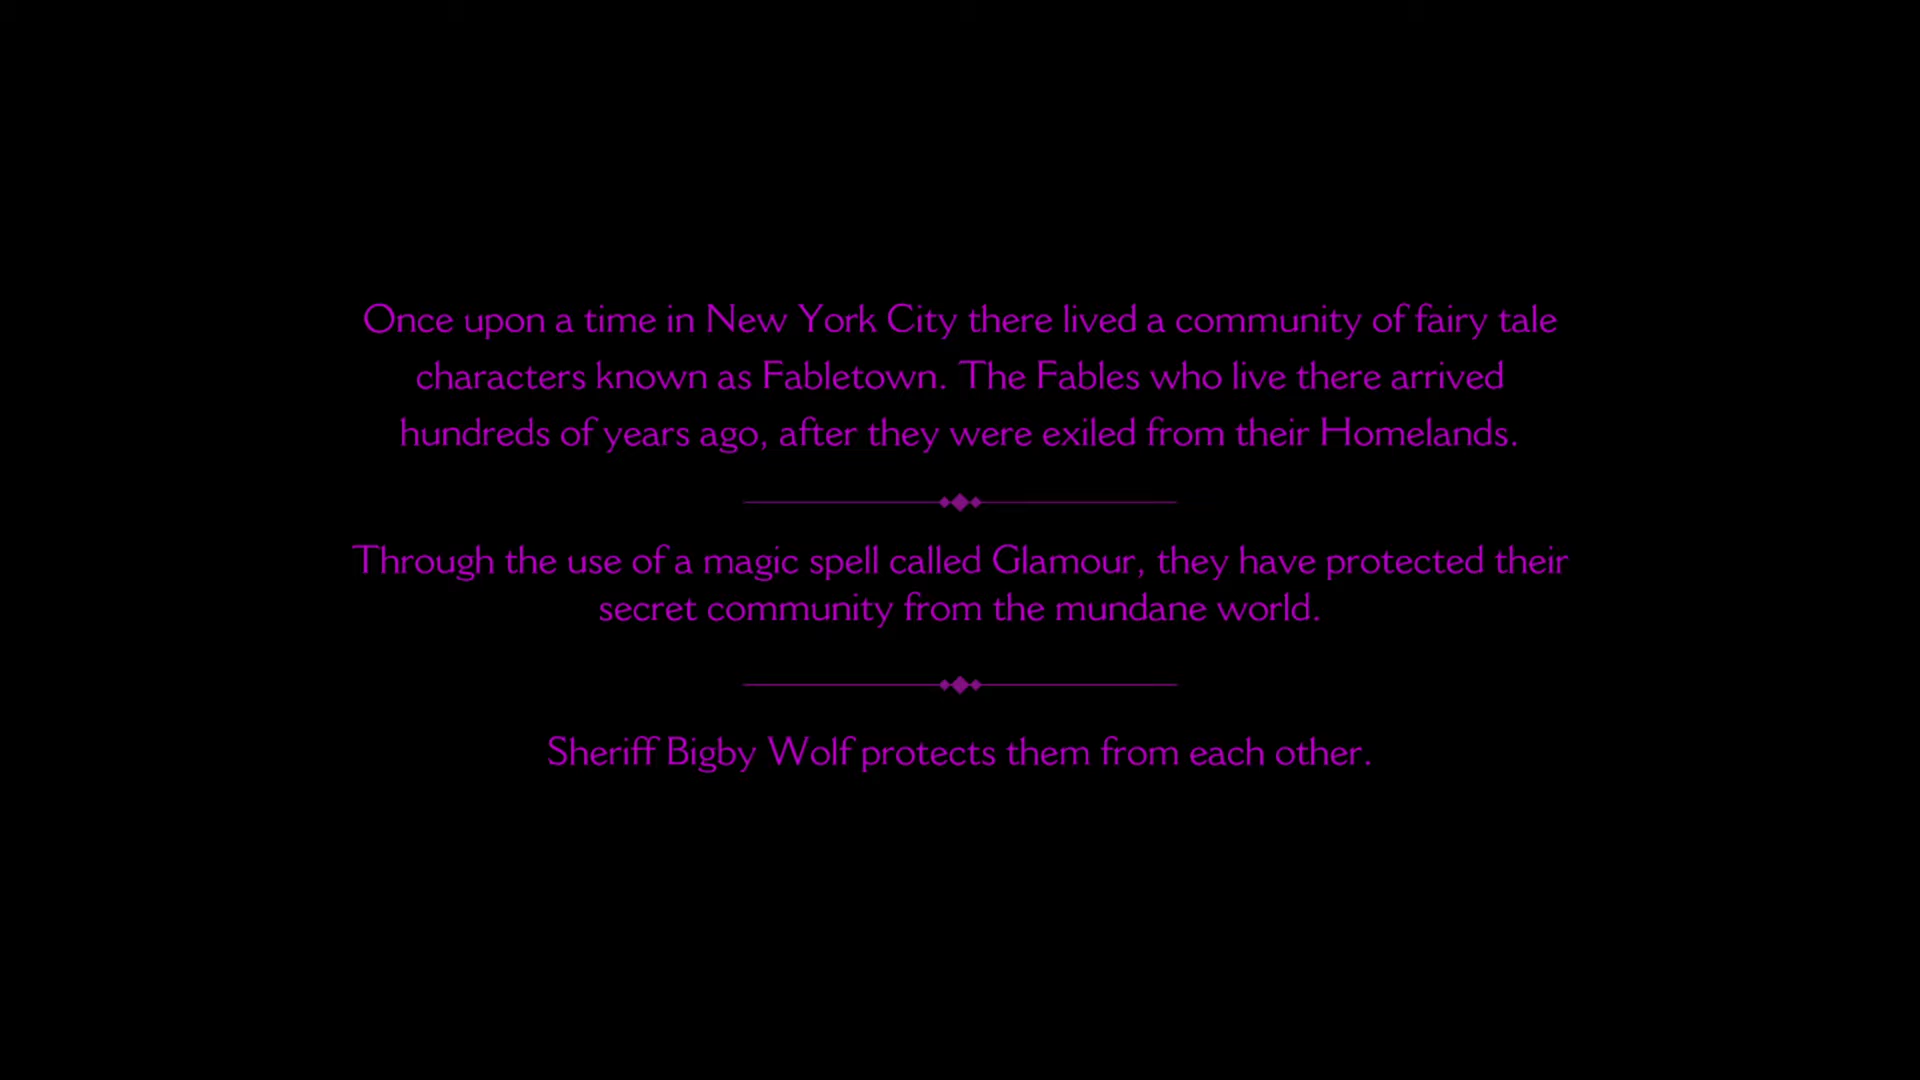 Once upon a time in New York City there lived a community of fairy tale
characters known as Fabletown. The Fables who live there arrived
hundreds of years ago, after they were exiled from their Homelands.
Through the use of a magic spell called Glamour, they have protected their
secret community from the mundane world.
Sheriff Bigby Wolf protects them from each other.